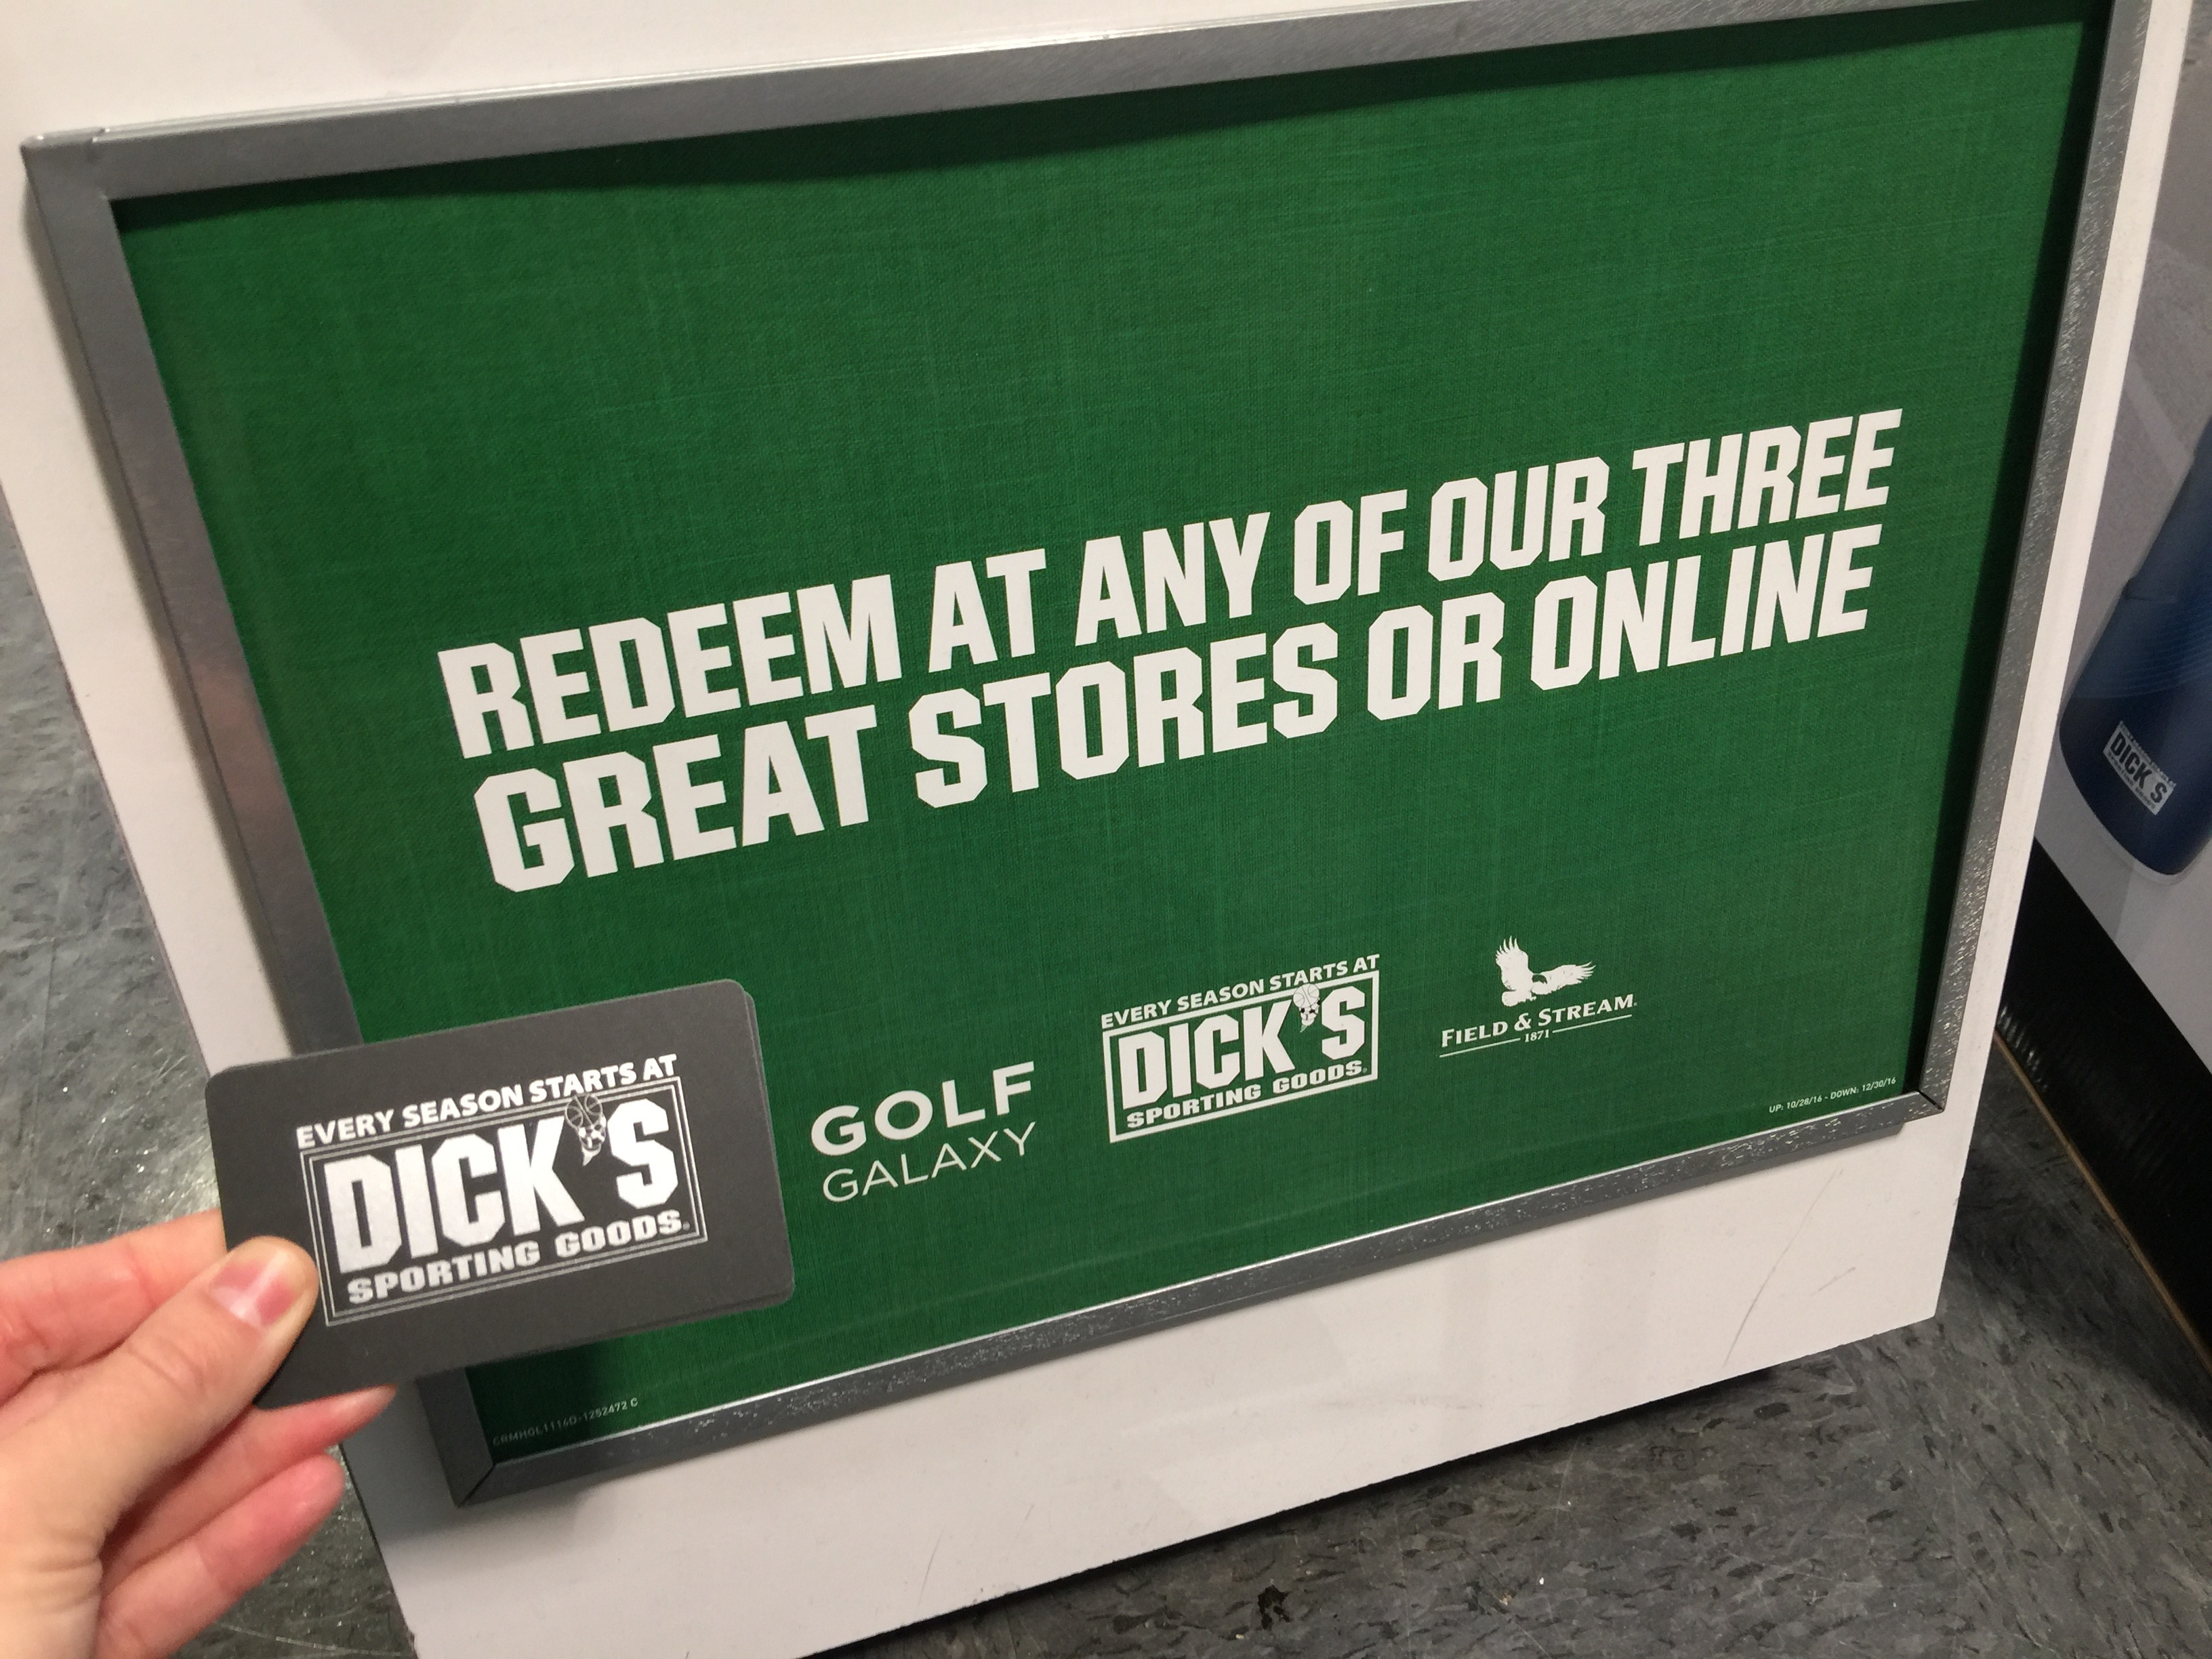 REDEEM AT ANY OF OUR THREE
GREAT STORES OR ONLINE
GOLF
GALAXY
EVERY SEASON STARTS AT
DICK'S
SPORTING GOODS
FIELD & STREAM
1871
UP: 10/28/16 - DOWN: 12/30/16
EVERY SEASON STARTS AT
DICK'S
SPORTING GOODS
CRMHOL1116D-1252472 C
DICK'S